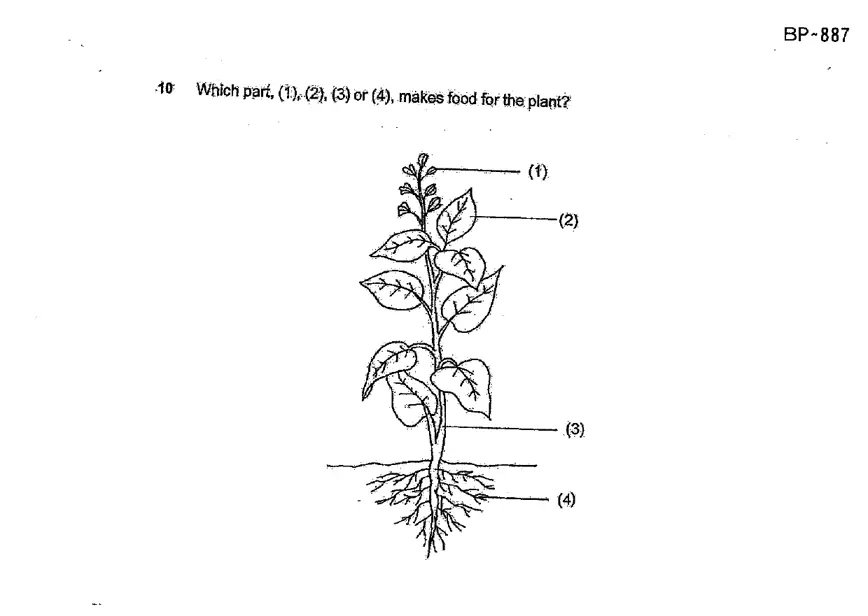 BP-887
10 Which part, (1), (2), (3) or (4), makes food for the plant?
(1)
(2)
(3)
(4)